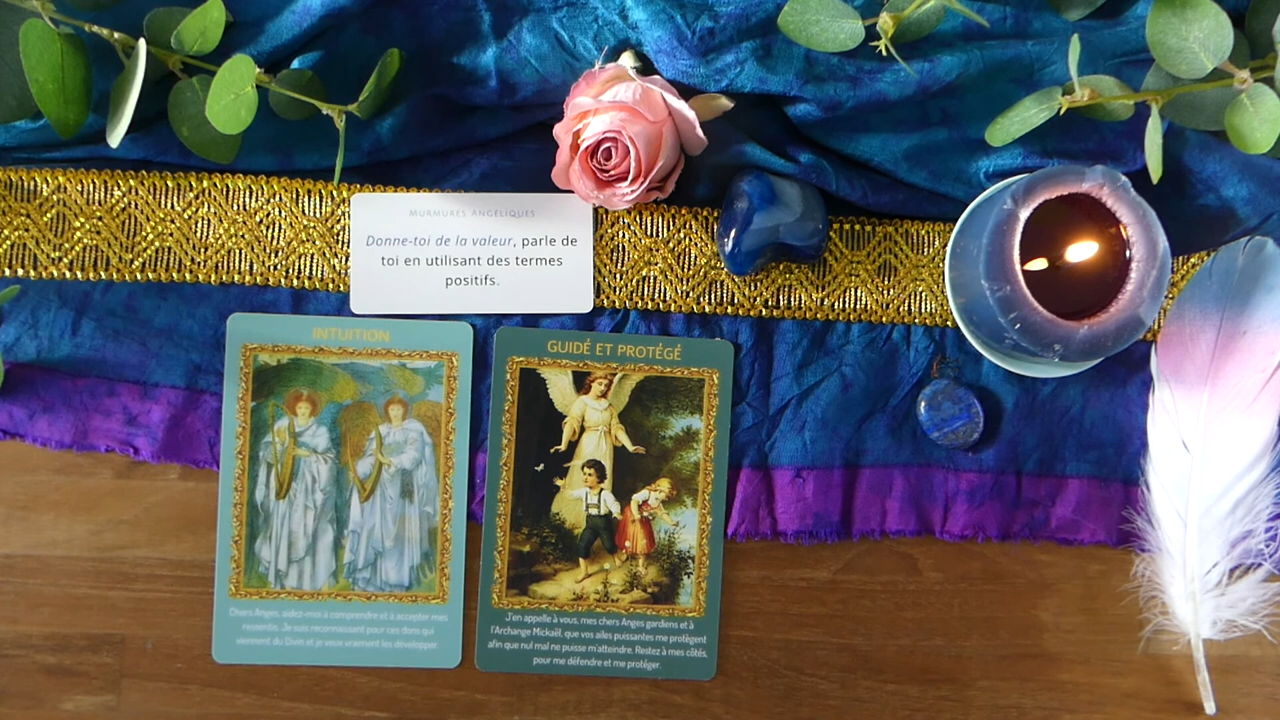 MURMURES ANGÉLIQUES
Donne-toi de la valeur, parle de
toi en utilisant des termes
positifs.
INTUITION
Chers Anges, aidez-moi à comprendre et à accepter mes
ressentis. Je suis reconnaissant pour ces dons qui
viennent du Divin et je veux vraiment les développer.
GUIDÉ ET PROTÉGÉ
J'en appelle à vous, mes chers Anges gardiens et à
l'Archange Mickaël, que vos ailes puissantes me protègent
afin que nul mal ne puisse m'atteindre. Restez à mes côtés,
pour me défendre et me protéger.